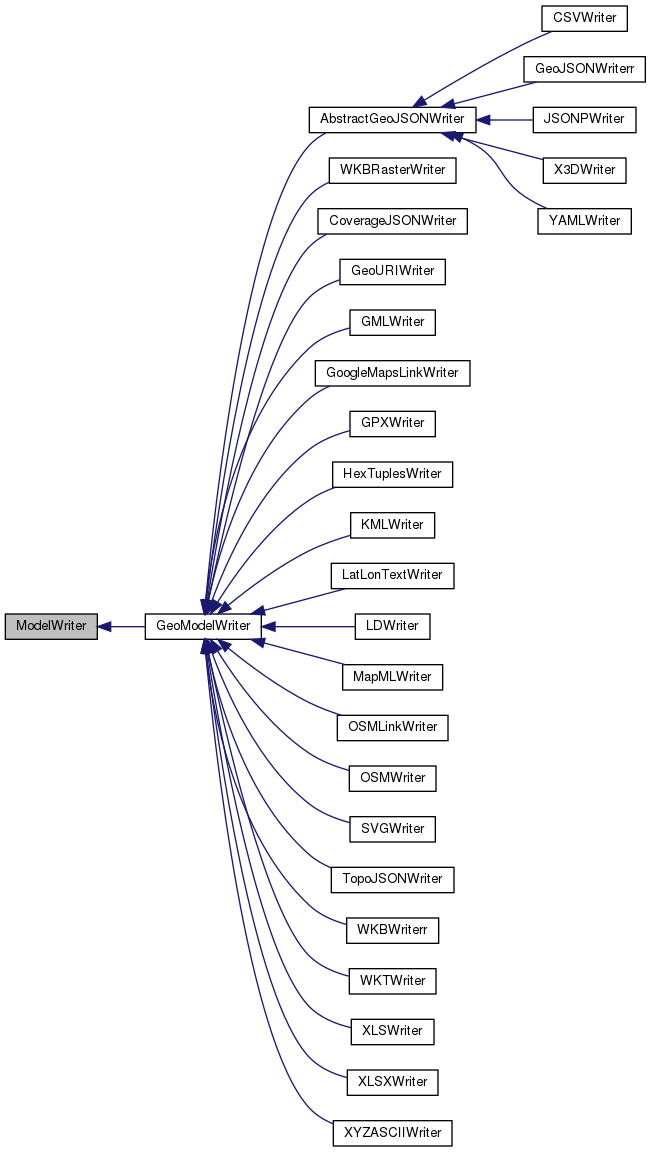 CSVWriter
GeoJSONWriterr
AbstractGeoJSONWriter
JSONPWriter
X3DWriter
YAMLWriter
WKBRasterWriter
CoverageJSONWriter
GeoURIWriter
GMLWriter
GoogleMapsLinkWriter
GPXWriter
HexTuplesWriter
KMLWriter
LatLonTextWriter
ModelWriter
GeoModelWriter
LDWriter
MapMLWriter
OSMLinkWriter
OSMWriter
SVGWriter
TopoJSONWriter
WKBWriterr
WKTWriter
XLSWriter
XLSXWriter
XYZASCIIWriter